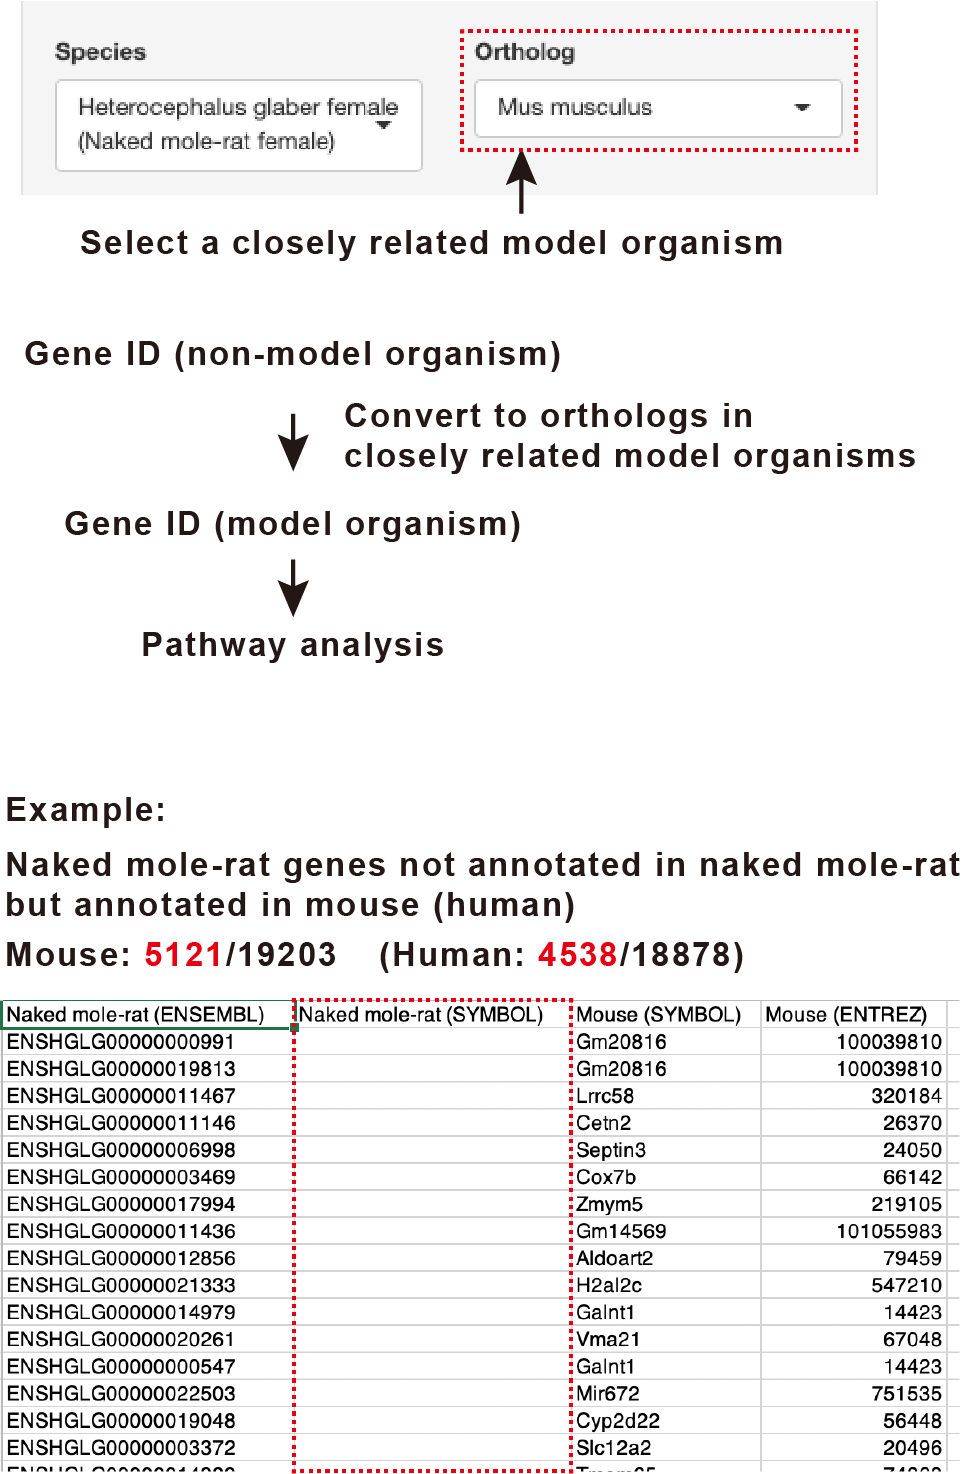 Species
Ortholog
Heterocephalus glaber female
(Naked mole-rat female)
Mus musculus
Select a closely related model organism
Gene ID (non-model organism)
Convert to orthologs in
closely related model organisms
Gene ID (model organism)
Pathway analysis
Example:
Naked mole-rat genes not annotated in naked mole-rat
but annotated in mouse (human)
Mouse: 5121/19203 (Human: 4538/18878)
Naked mole-rat (ENSEMBL) Naked mole-rat (SYMBOL) Mouse (SYMBOL) Mouse (ENTREZ)
ENSHGLG00000000991 Gm20816 100039810
ENSHGLG00000019813 Gm20816 100039810
ENSHGLG00000011467 Lrrc58 320184
ENSHGLG00000011146 Cetn2 26370
ENSHGLG00000006998 Septin3 24050
ENSHGLG00000003469 Cox7b 66142
ENSHGLG00000017994 Zmym5 219105
ENSHGLG00000011436 Gm14569 101055983
ENSHGLG00000012856 Aldoart2 79459
ENSHGLG00000021333 H2al2c 547210
ENSHGLG00000014979 Galnt1 14423
ENSHGLG00000020261 Vma21 67048
ENSHGLG00000000547 Galnt1 14423
ENSHGLG00000022503 Mir672 751535
ENSHGLG00000019048 Cyp2d22 56448
ENSHGLG00000003372 Slc12a2 20496